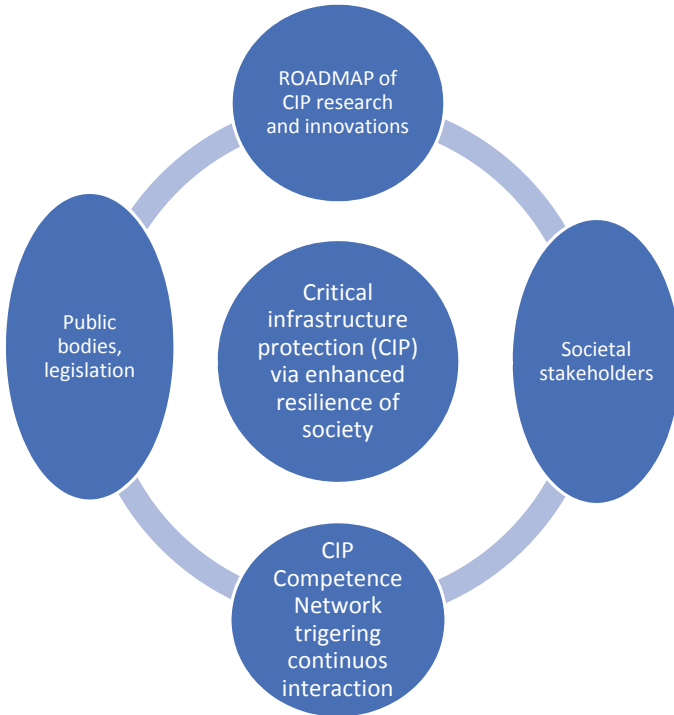 ROADMAP of
CIP research
and innovations
Public
bodies,
legislation
Critical
infrastructure
protection (CIP)
via enhanced
resilience of
society
Societal
stakeholders
CIP
Competence
Network
trigering
continuos
interaction